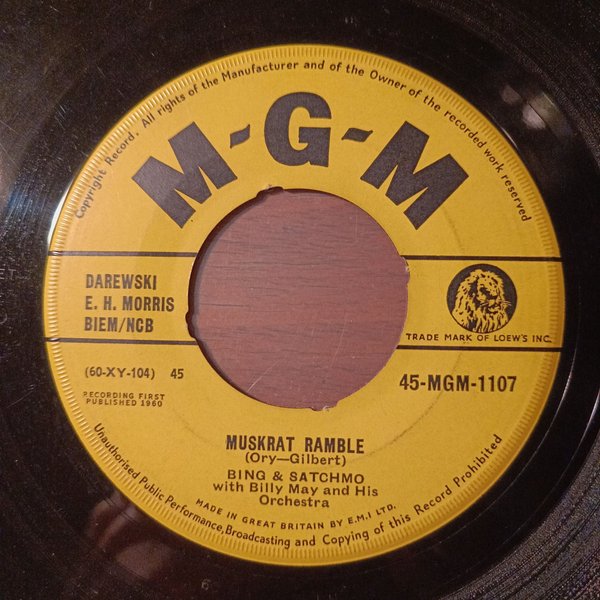 Copyright Record. All rights of the Manufacturer and of the Owner of the recorded work reserved
M-G-M
DAREWSKI
E. H. MORRIS
BIEM/NCB
TRADE MARK OF LOEW'S INC.
(60-XY-104) 45
45-MGM-1107
RECORDING FIRST
PUBLISHED 1960
MUSKRAT RAMBLE
(Ory—Gilbert)
BING & SATCHMO
with Billy May and His
Orchestra
MADE IN GREAT BRITAIN BY E.M.I LTD.
Unauthorised Public Performance, Broadcasting and Copying of this Record Prohibited